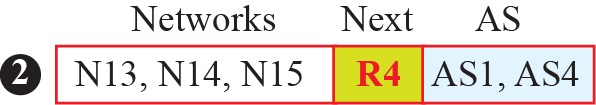 Networks Next AS
2 N13, N14, N15 R4 AS1, AS4